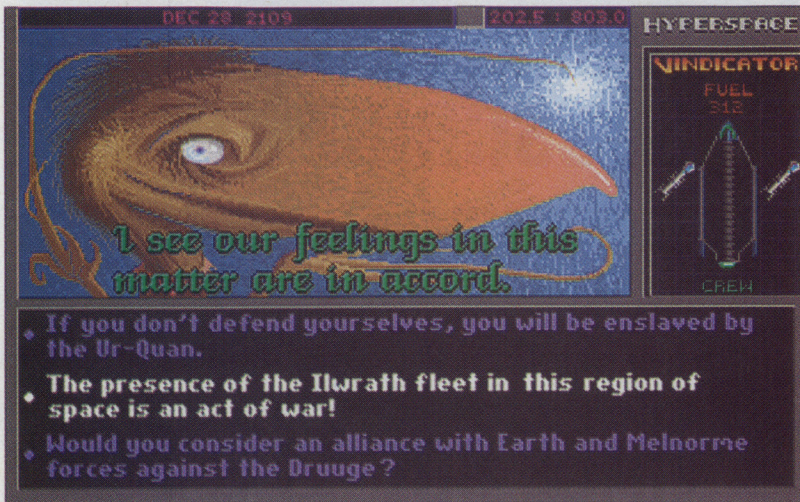 DEC 28 2109
202.5 : 803.0
HYPERSPACE
VINDICATOR
FUEL
312
CREW
I see our feelings in this
matter are in accord.
If you don't defend yourselves, you will be enslaved by
the Ur-Quan.
The presence of the Ilwrath fleet in this region of
space is an act of war!
Would you consider an alliance with Earth and Melnorme
forces against the Druuge?